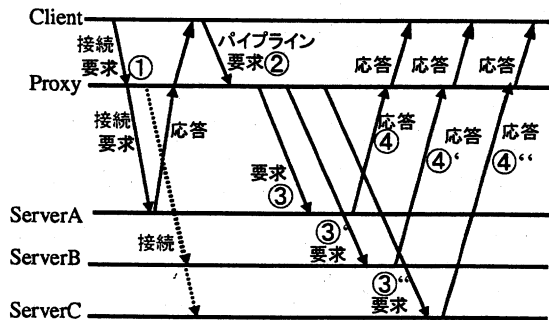 Client
接続
要求
①
パイプライン
要求②
応答
応答
応答
Proxy
接続
要求
応答
応答
④
応答
④‘
応答
④‘‘
要求
③
ServerA
接続
③‘
要求
ServerB
③‘‘
要求
ServerC